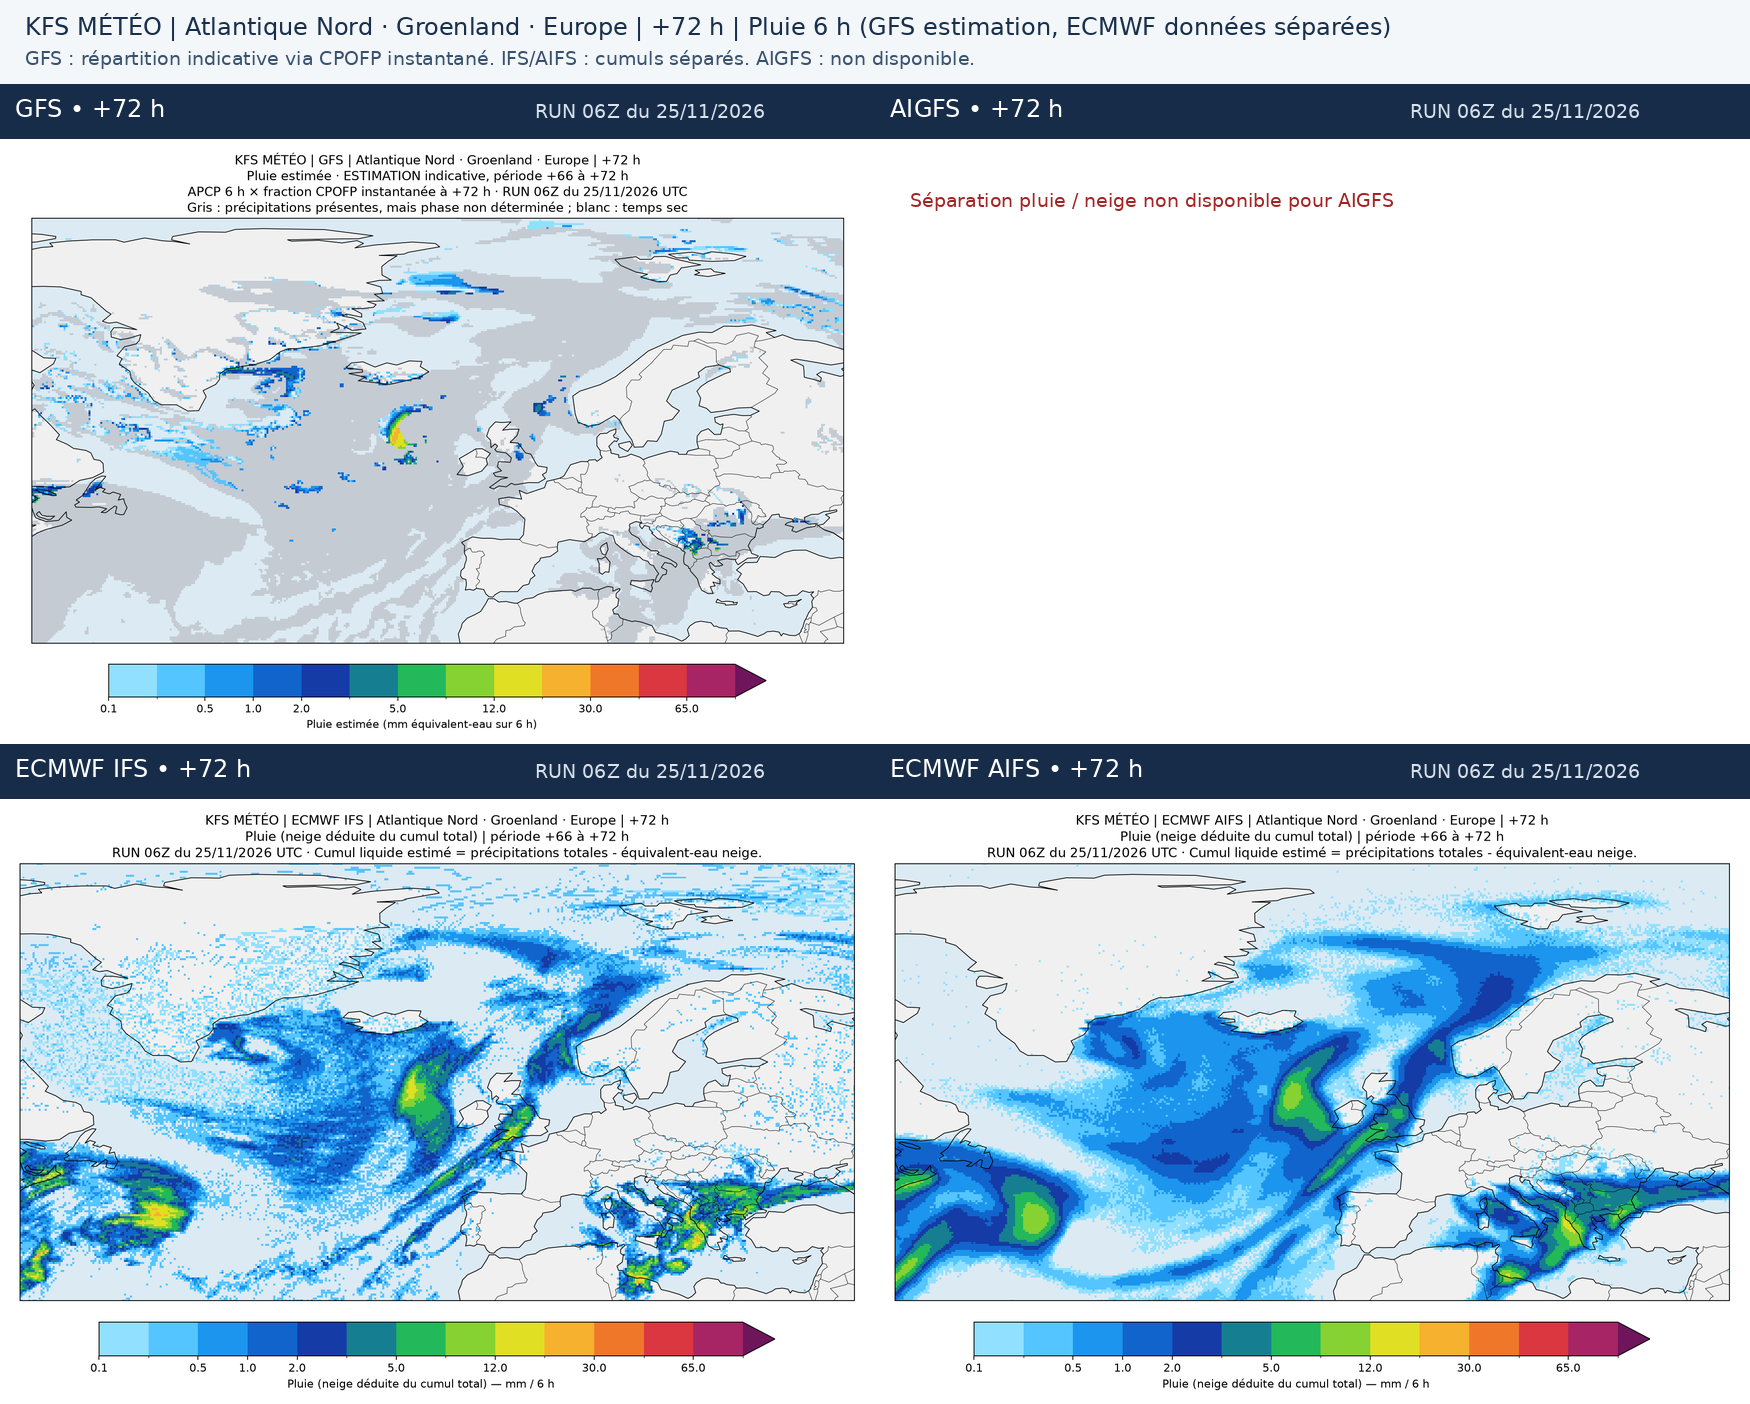 KFS MÉTÉO | Atlantique Nord · Groenland · Europe | +72 h | Pluie 6 h (GFS estimation, ECMWF données séparées)
GFS : répartition indicative via CPOFP instantané. IFS/AIFS : cumuls séparés. AIGFS : non disponible.
GFS • +72 h
RUN 06Z du 25/11/2026
AIGFS • +72 h
RUN 06Z du 25/11/2026
KFS MÉTÉO | GFS | Atlantique Nord · Groenland · Europe | +72 h
Pluie estimée · ESTIMATION indicative, période +66 à +72 h
APCP 6 h × fraction CPOFP instantanée à +72 h · RUN 06Z du 25/11/2026 UTC
Gris : précipitations présentes, mais phase non déterminée ; blanc : temps sec
Séparation pluie / neige non disponible pour AIGFS
0.1 0.5 1.0 2.0 5.0 12.0 30.0 65.0
Pluie estimée (mm équivalent-eau sur 6 h)
ECMWF IFS • +72 h
RUN 06Z du 25/11/2026
ECMWF AIFS • +72 h
RUN 06Z du 25/11/2026
KFS MÉTÉO | ECMWF IFS | Atlantique Nord · Groenland · Europe | +72 h
Pluie (neige déduite du cumul total) | période +66 à +72 h
RUN 06Z du 25/11/2026 UTC · Cumul liquide estimé = précipitations totales - équivalent-eau neige.
0.1 0.5 1.0 2.0 5.0 12.0 30.0 65.0
Pluie (neige déduite du cumul total) — mm / 6 h
KFS MÉTÉO | ECMWF AIFS | Atlantique Nord · Groenland · Europe | +72 h
Pluie (neige déduite du cumul total) | période +66 à +72 h
RUN 06Z du 25/11/2026 UTC · Cumul liquide estimé = précipitations totales - équivalent-eau neige.
0.1 0.5 1.0 2.0 5.0 12.0 30.0 65.0
Pluie (neige déduite du cumul total) — mm / 6 h